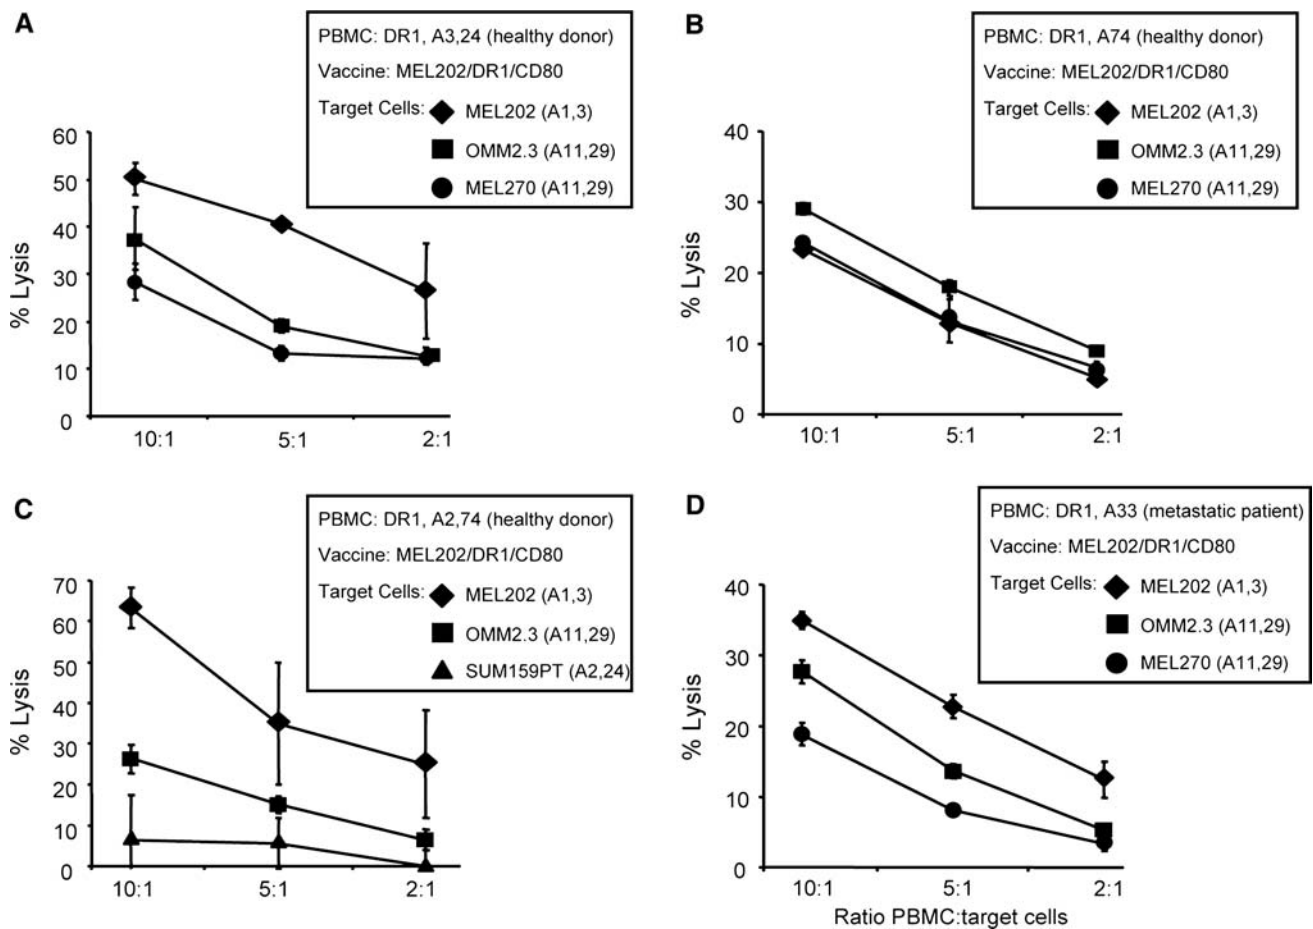 A
PBMC: DR1, A3,24 (healthy donor)
Vaccine: MEL202/DR1/CD80
Target Cells: MEL202 (A1,3)
OMM2.3 (A11,29)
MEL270 (A11,29)
% Lysis
60
50
40
30
20
10
0
10:1
5:1
2:1
B
PBMC: DR1, A74 (healthy donor)
Vaccine: MEL202/DR1/CD80
Target Cells: MEL202 (A1,3)
OMM2.3 (A11,29)
MEL270 (A11,29)
% Lysis
40
30
20
10
0
10:1
5:1
2:1
C
PBMC: DR1, A2,74 (healthy donor)
Vaccine: MEL202/DR1/CD80
Target Cells: MEL202 (A1,3)
OMM2.3 (A11,29)
SUM159PT (A2,24)
% Lysis
70
60
50
40
30
20
10
0
10:1
5:1
2:1
D
PBMC: DR1, A33 (metastatic patient)
Vaccine: MEL202/DR1/CD80
Target Cells: MEL202 (A1,3)
OMM2.3 (A11,29)
MEL270 (A11,29)
% Lysis
40
30
20
10
0
10:1
5:1
2:1
Ratio PBMC:target cells